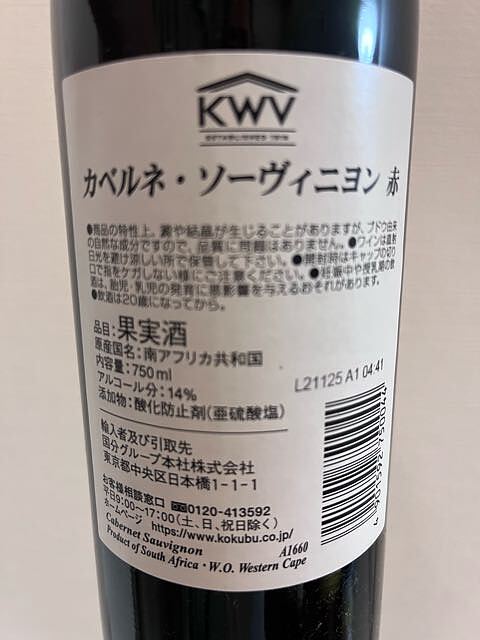 KWV
ESTABLISHED 1918
カベルネ・ソーヴィニヨン 赤
●商品の特性上、澱や結晶が生じることがありますが、ブドウ由来
の自然な成分ですので、品質に問題はありません。●ワインは直射
日光を避け涼しい所で保管して下さい。●開封時はキャップの切り
口で指をケガしない様にご注意ください。●妊娠中や授乳期の飲
酒は、胎児・乳児の発育に悪影響を与えるおそれがあります。
●飲酒は20歳になってから。
品目：果実酒
原産国名：南アフリカ共和国
内容量：750ml
アルコール分：14%
添加物：酸化防止剤（亜硫酸塩）
L21125 A1 04:41
輸入者及び引取先
国分グループ本社株式会社
東京都中央区日本橋1-1-1
お客様相談窓口 0120-413592
平日9:00～17:00（土、日、祝日除く）
ホームページ https://www.kokubu.co.jp/
Cabernet Sauvignon A1660
Product of South Africa · W.O. Western Cape